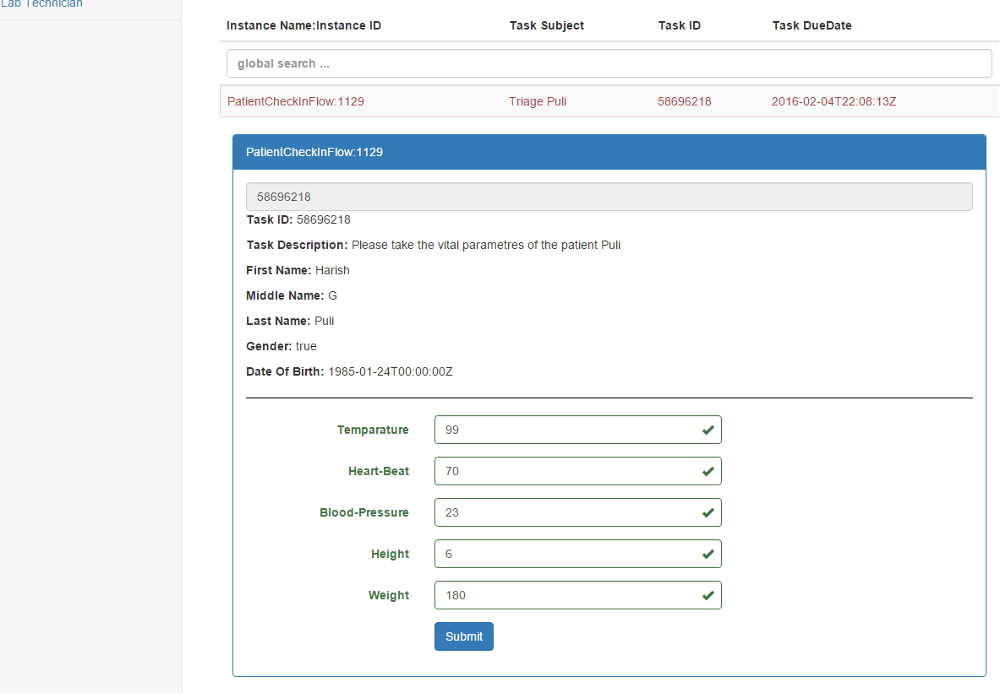 Lab Technician
Instance Name:Instance ID Task Subject Task ID Task DueDate
global search ...
PatientCheckInFlow:1129 Triage Puli 58696218 2016-02-04T22:08:13Z
PatientCheckInFlow:1129
58696218
Task ID: 58696218
Task Description: Please take the vital parametres of the patient Puli
First Name: Harish
Middle Name: G
Last Name: Puli
Gender: true
Date Of Birth: 1985-01-24T00:00:00Z
Temparature 99
Heart-Beat 70
Blood-Pressure 23
Height 6
Weight 180
Submit